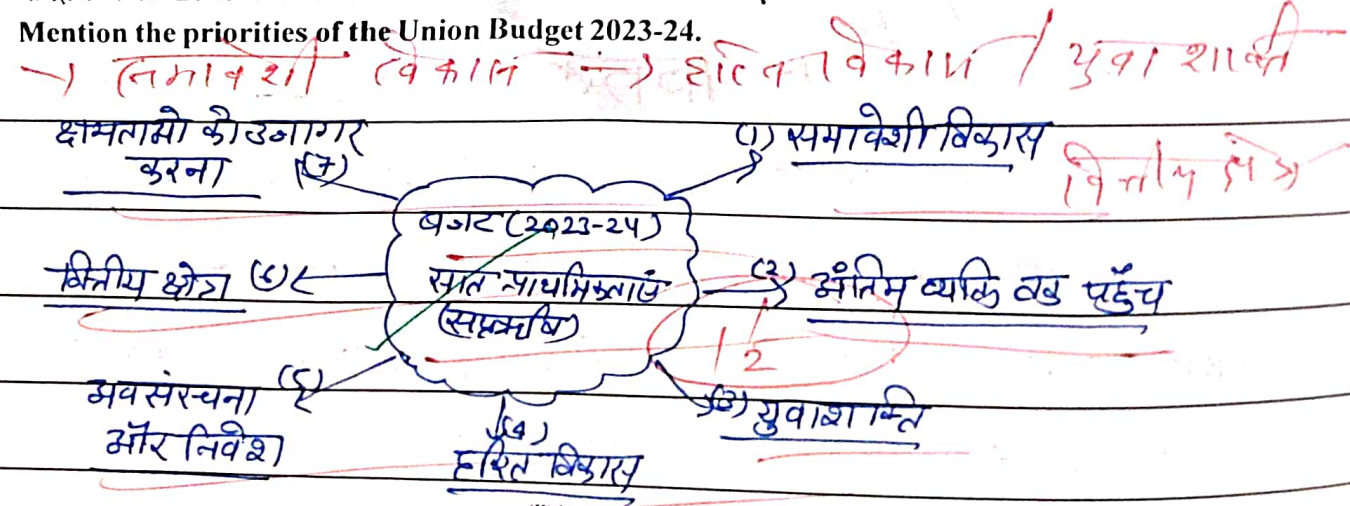 Mention the priorities of the Union Budget 2023-24.
→ समावेशी विकास → हरित विकास / युवा शक्ति
वित्तीय क्षेत्र
क्षमताओ को उजागर
करना (7)
(1) समावेशी विकास
बजट (2023-24)
सात प्राथमिकताएं
(सप्तऋषि)
वित्तीय क्षेत्र (6)
(2) अंतिम व्यक्ति तक पहुँच
1/2
अवसंरचना (5)
और निवेश
(3) युवाशक्ति
(4)
हरित विकास